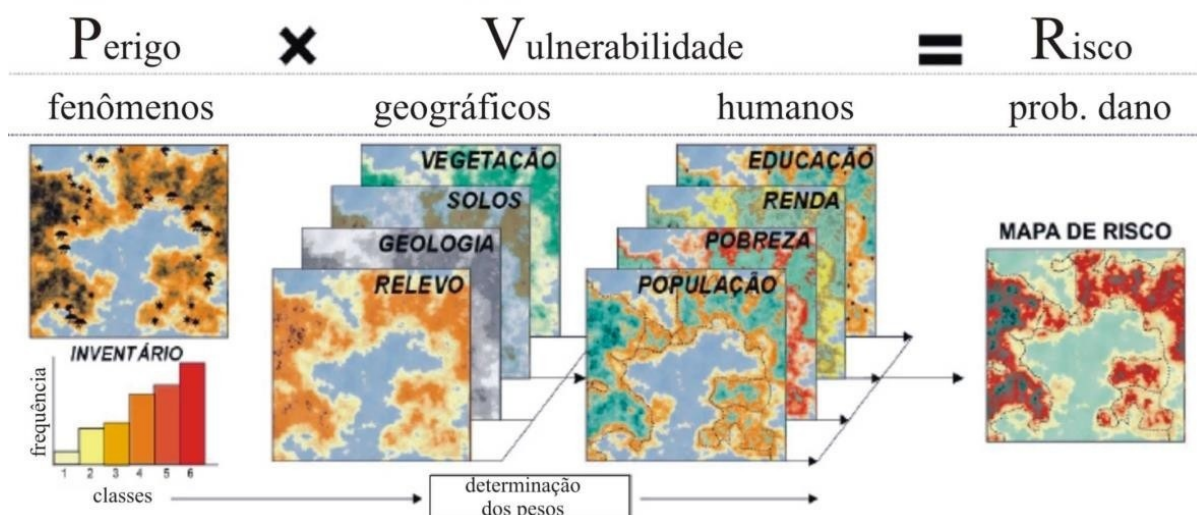 Perigo × Vulnerabilidade = Risco
fenômenos geográficos humanos prob. dano
VEGETAÇÃO
SOLOS
GEOLOGIA
RELEVO
EDUCAÇÃO
RENDA
POBREZA
POPULAÇÃO
MAPA DE RISCO
INVENTÁRIO
frequência
1 2 3 4 5 6
classes
determinação
dos pesos